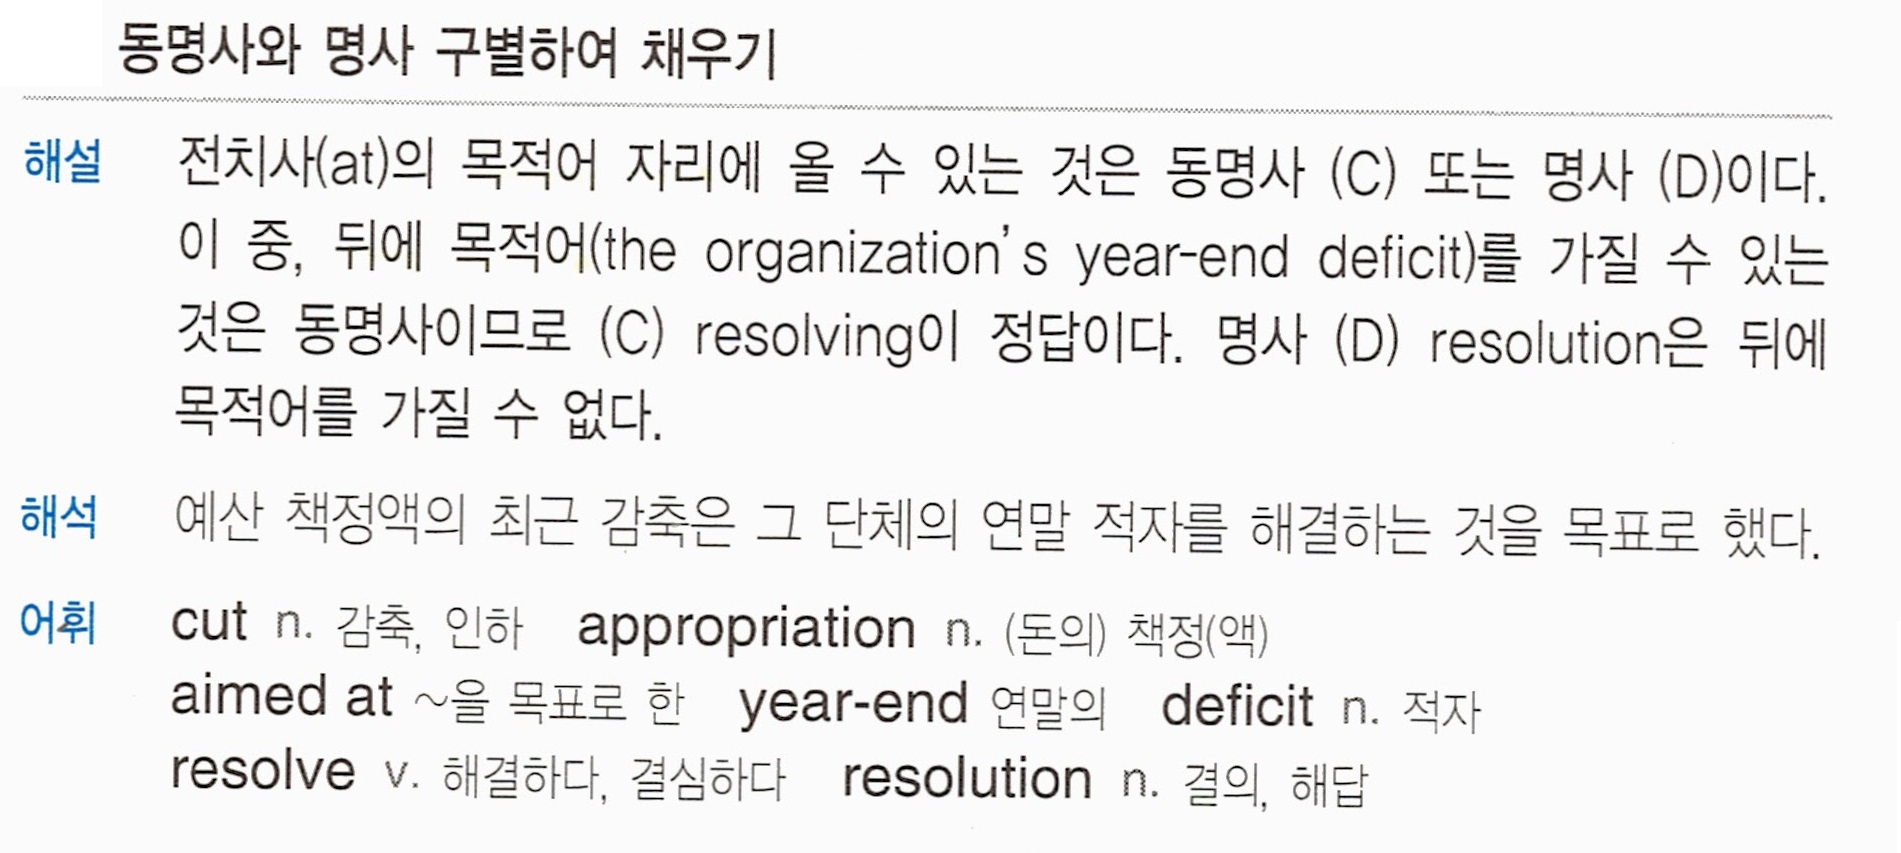 동명사와 명사 구별하여 채우기
해설 전치사(at)의 목적어 자리에 올 수 있는 것은 동명사 (C) 또는 명사 (D)이다.
이 중, 뒤에 목적어(the organization's year-end deficit)를 가질 수 있는
것은 동명사이므로 (C) resolving이 정답이다. 명사 (D) resolution은 뒤에
목적어를 가질 수 없다.
해석 예산 책정액의 최근 감축은 그 단체의 연말 적자를 해결하는 것을 목표로 했다.
어휘 cut n. 감축, 인하 appropriation n. (돈의) 책정(액)
aimed at ~을 목표로 한 year-end 연말의 deficit n. 적자
resolve v. 해결하다, 결심하다 resolution n. 결의, 해답